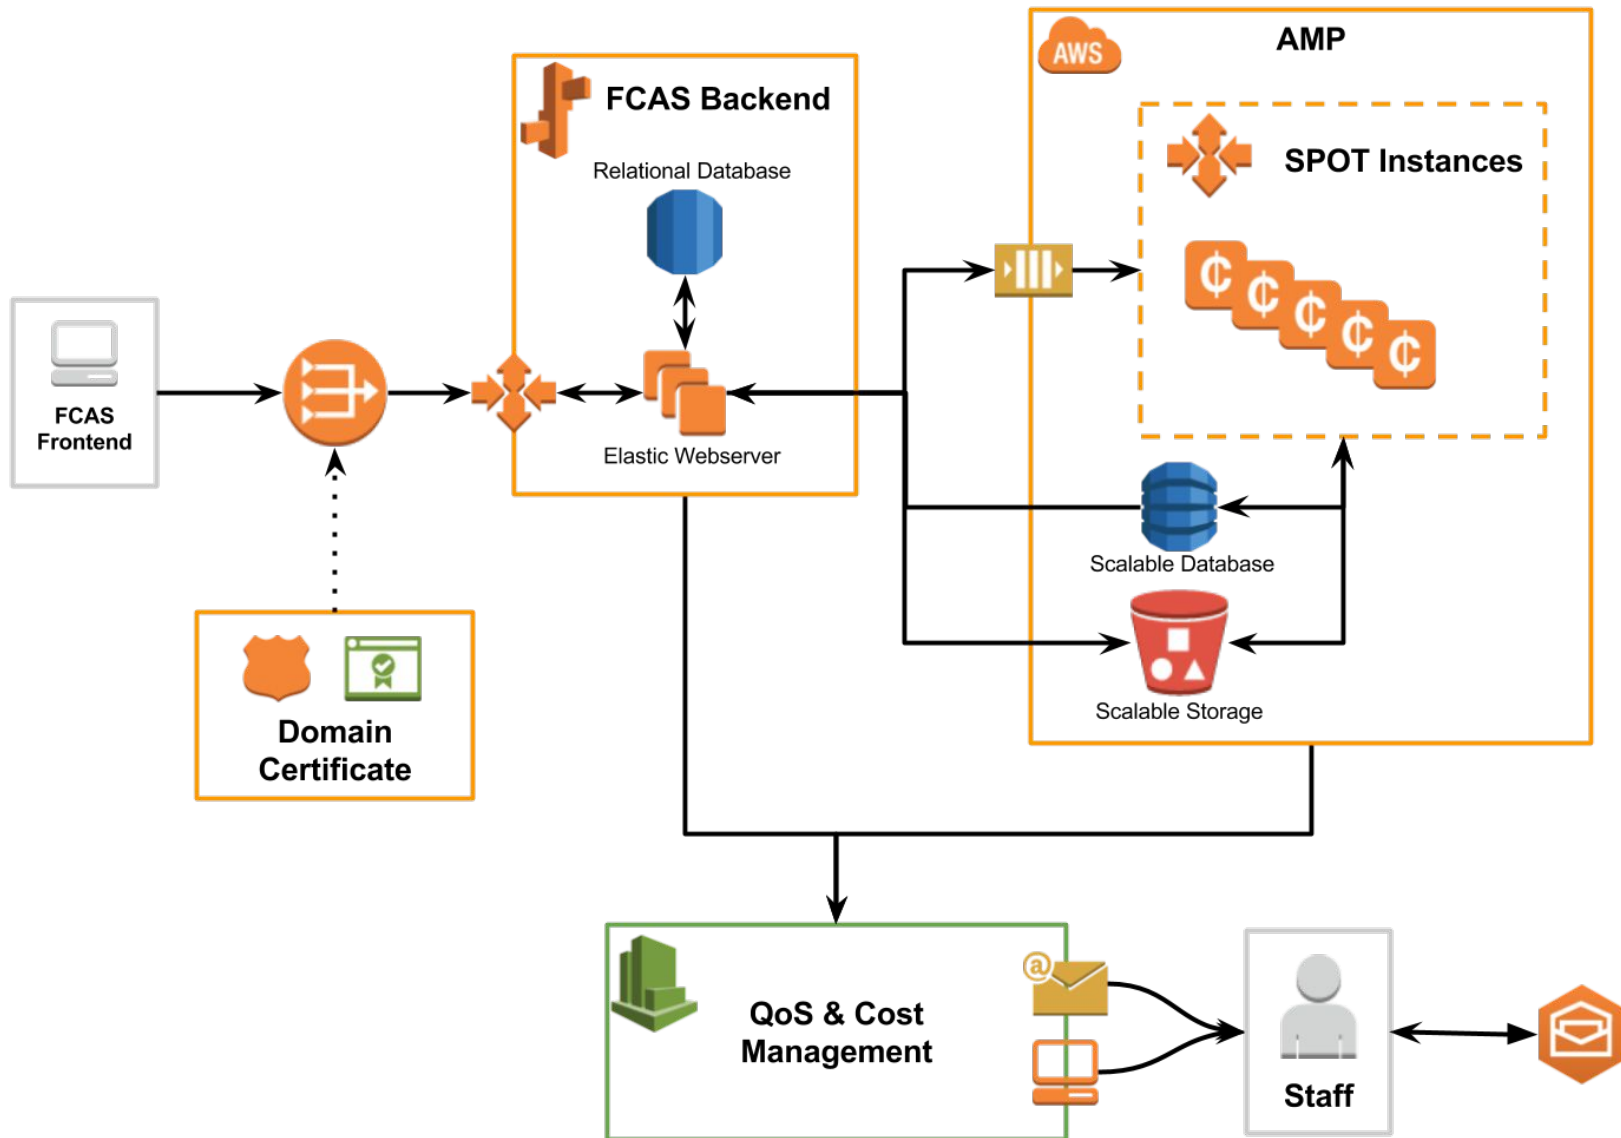 AWS
AMP
FCAS Backend
Relational Database
SPOT Instances
¢
¢
¢
¢
¢
FCAS
Frontend
Elastic Webserver
Scalable Database
Scalable Storage
Domain
Certificate
@
QoS & Cost
Management
Staff